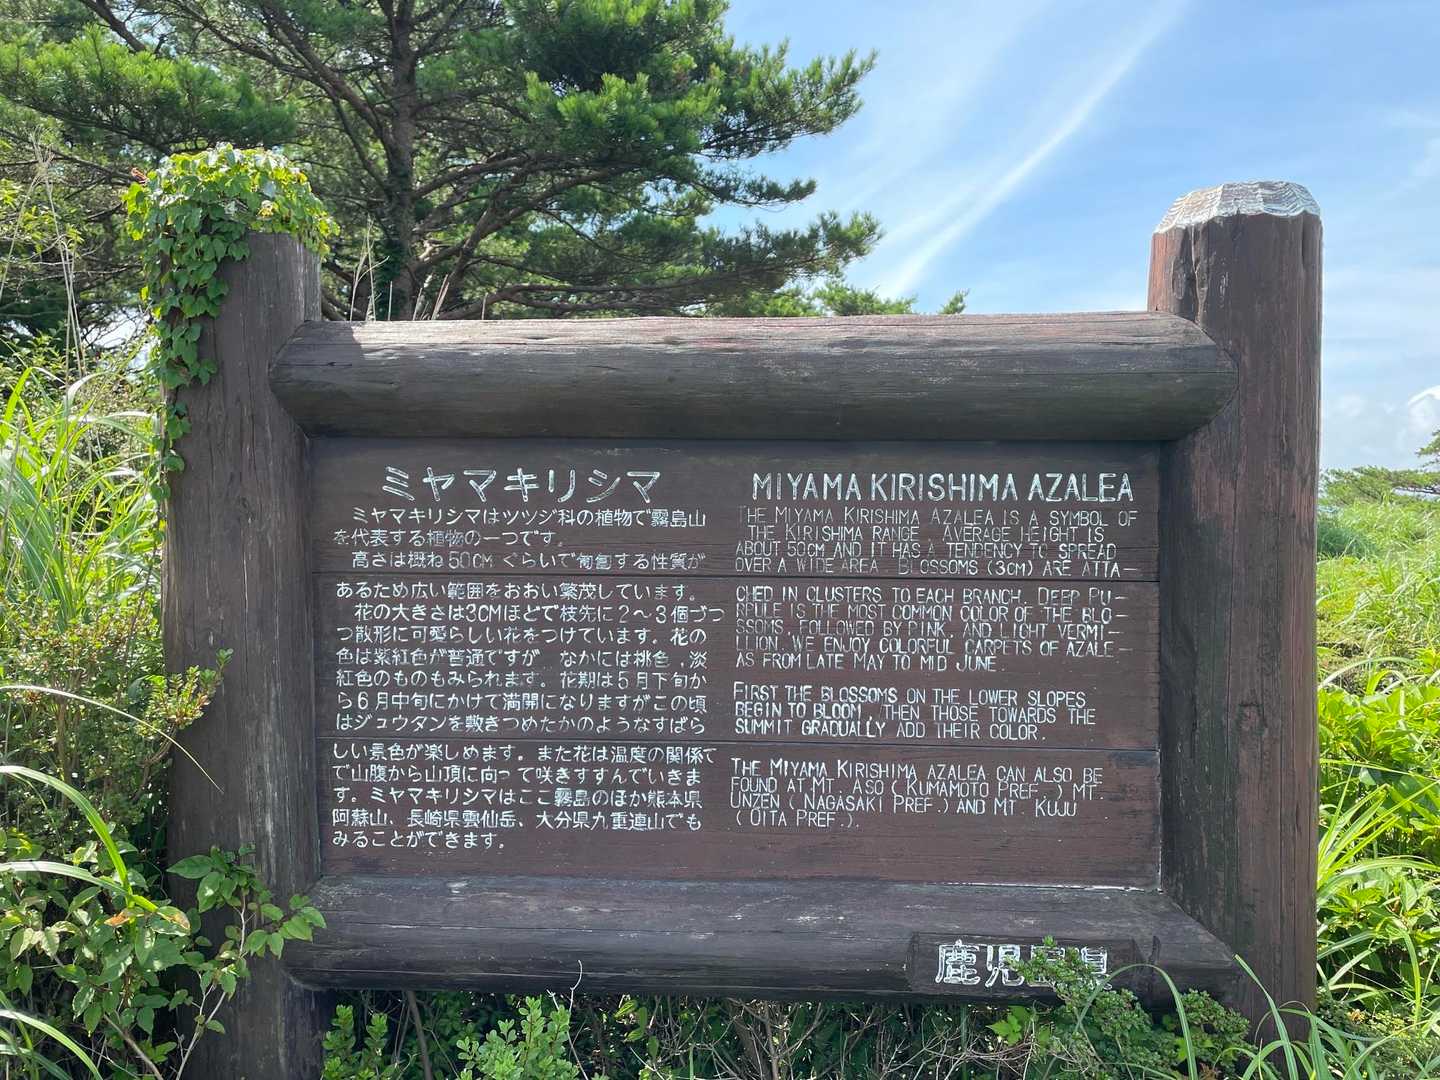 ミヤマキリシマ
ミヤマキリシマはツツジ科の植物で霧島山
を代表する植物の一つです。
高さは概ね50cmぐらいで匍匐する性質が
あるため広い範囲をおおい繁茂しています。
花の大きさは3CMほどで枝先に2〜3個づつ
つ散形に可愛らしい花をつけています。花の
色は紫紅色が普通ですが なかには桃色、淡
紅色のものもみられます。花期は5月下旬か
ら6月中旬にかけて満開になりますがこの頃
はジュウタンを敷きつめたかのようなすばら
しい景色が楽しめます。また花は温度の関係で
で山腹から山頂に向って咲きすすんでいきま
す。ミヤマキリシマはここ霧島のほか熊本県
阿蘇山、長崎県雲仙岳、大分県九重連山でも
みることができます。
MIYAMA KIRISHIMA AZALEA
THE MIYAMA KIRISHIMA AZALEA IS A SYMBOL OF
THE KIRISHIMA RANGE. AVERAGE HEIGHT IS
ABOUT 50CM AND IT HAS A TENDENCY TO SPREAD
OVER A WIDE AREA. BLOSSOMS (3CM) ARE ATTA-
CHED IN CLUSTERS TO EACH BRANCH. DEEP PU-
RPULE IS THE MOST COMMON COLOR OF THE BLO-
SSOMS, FOLLOWED BY PINK, AND LIGHT VERMI-
LLION. WE ENJOY COLORFUL CARPETS OF AZALE-
AS FROM LATE MAY TO MID JUNE.
FIRST THE BLOSSOMS ON THE LOWER SLOPES
BEGIN TO BLOOM, THEN THOSE TOWARDS THE
SUMMIT GRADUALLY ADD THEIR COLOR.
THE MIYAMA KIRISHIMA AZALEA CAN ALSO BE
FOUND AT MT. ASO (KUMAMOTO PREF.) MT.
UNZEN (NAGASAKI PREF.) AND MT. KUJU
(OITA PREF.).
鹿児島県